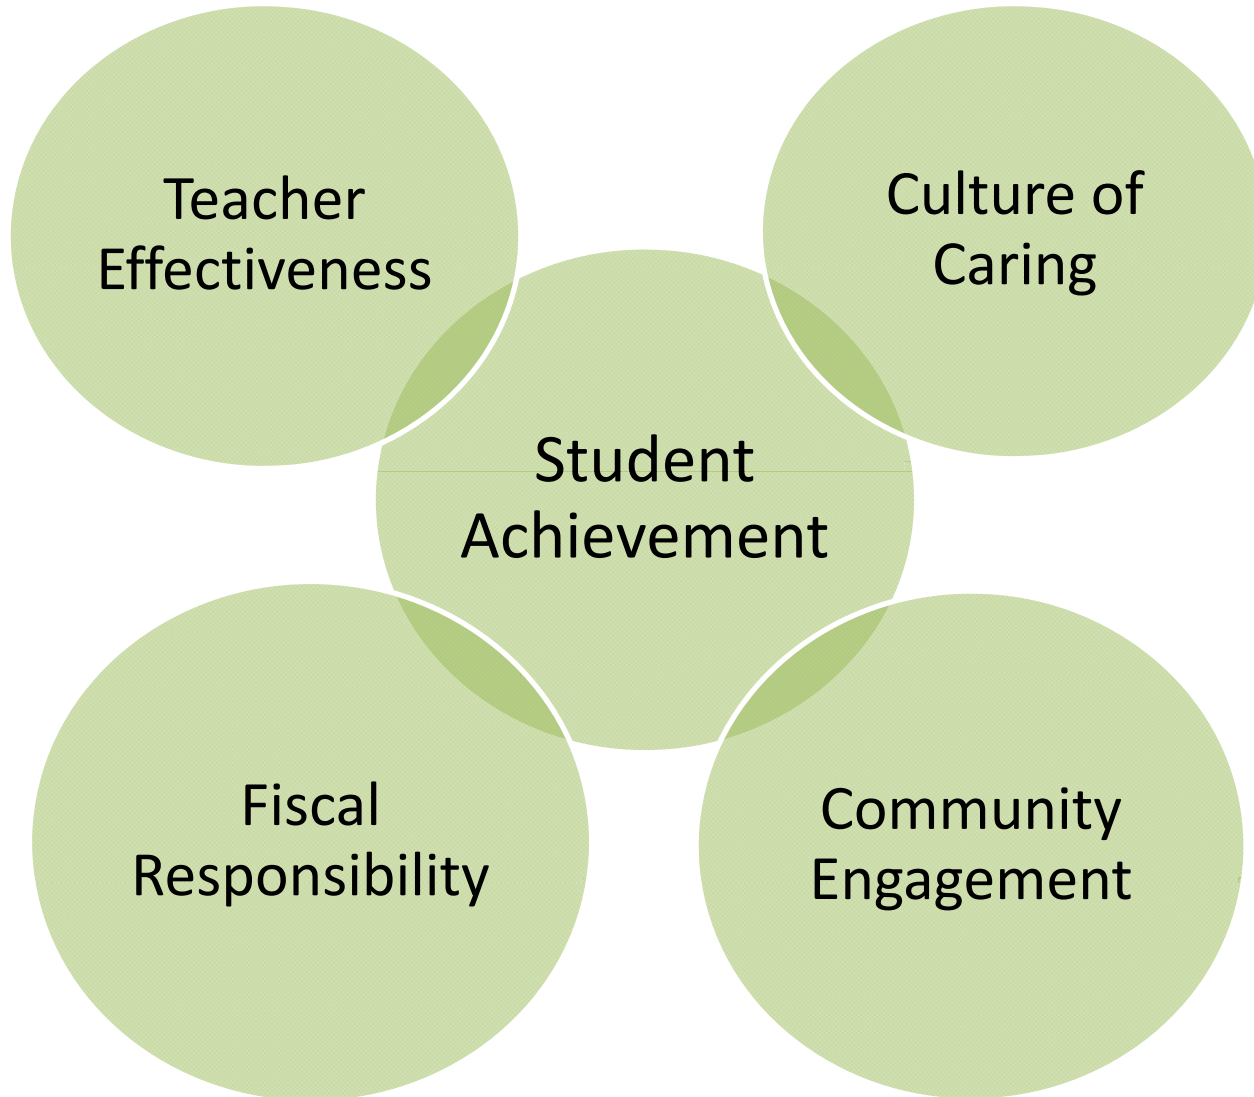 Teacher
Effectiveness
Culture of
Caring
Student
Achievement
Fiscal
Responsibility
Community
Engagement